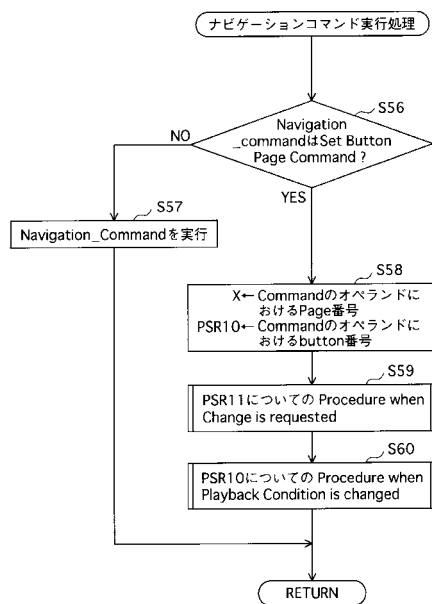 ナビゲーションコマンド実行処理
S56
Navigation
_commandはSet Button
Page Command ?
NO
YES
S57
Navigation_Commandを実行
S58
X←Commandのオペランドに
おけるPage番号
PSR10←Commandのオペランドに
おけるbutton番号
S59
PSR11についての Procedure when
Change is requested
S60
PSR10についての Procedure when
Playback Condition is changed
RETURN